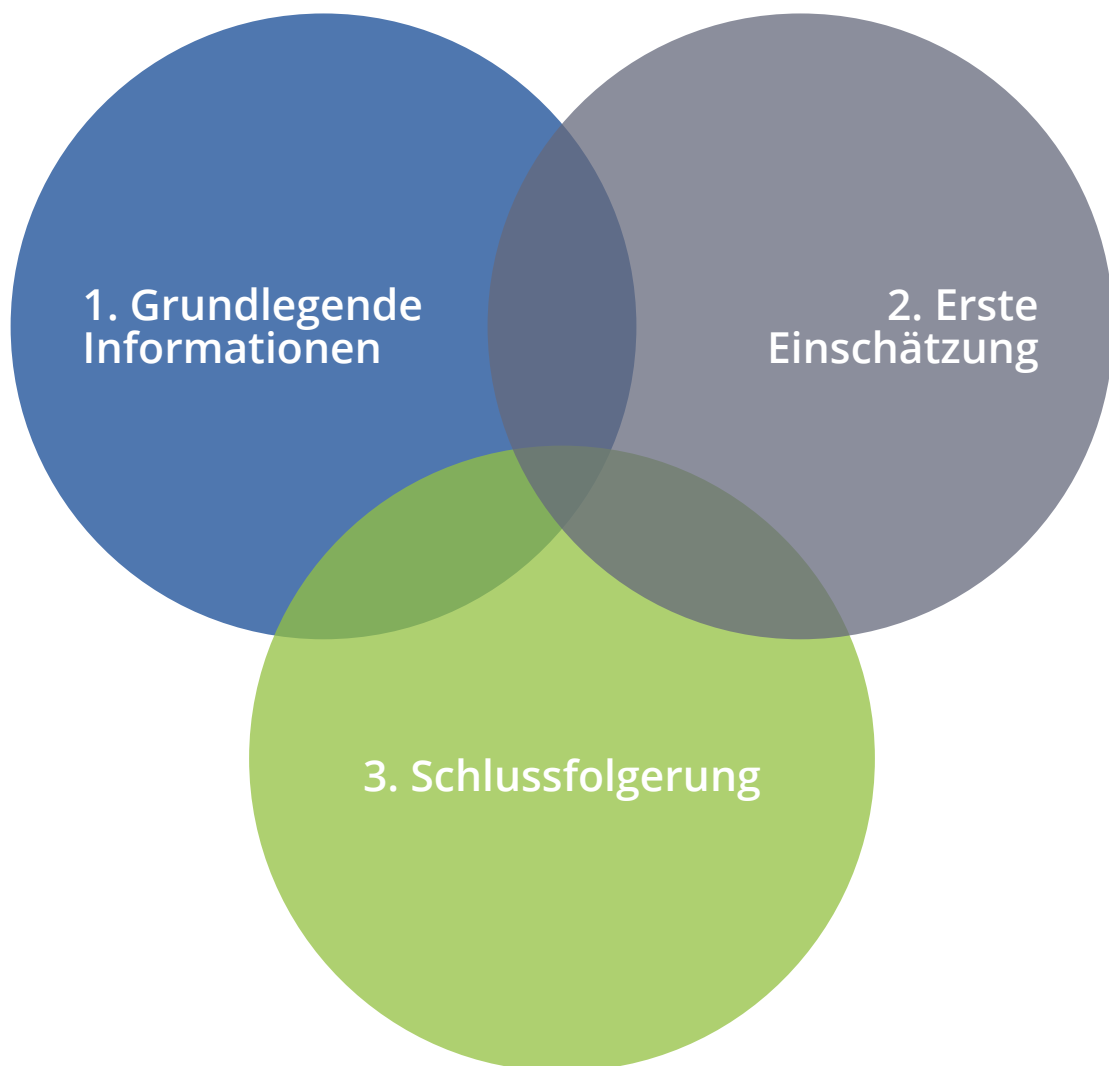 1. Grundlegende
Informationen
2. Erste
Einschätzung
3. Schlussfolgerung